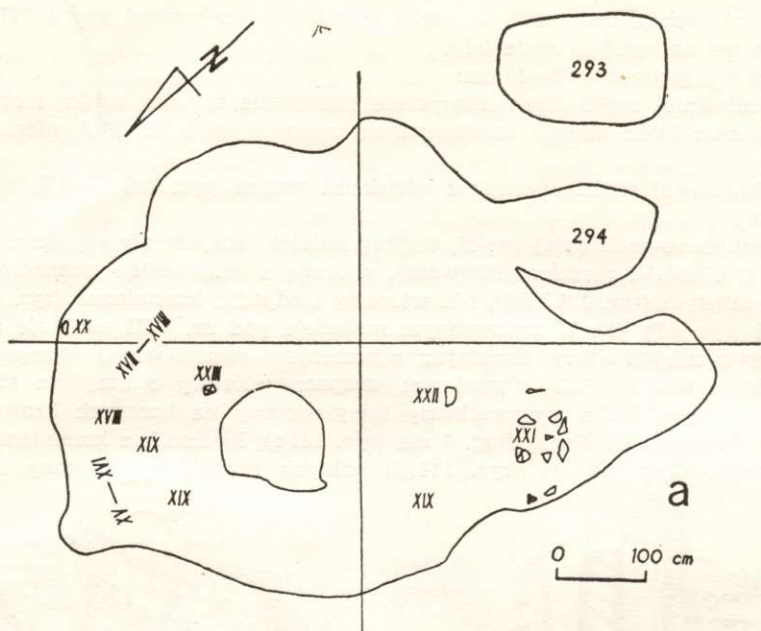 N
293
294
XX
XVII — XVIII
XXIII
XXII
XVIII
XXI
XIX
XV — XVI
XIX
XIX
a
0 100 cm